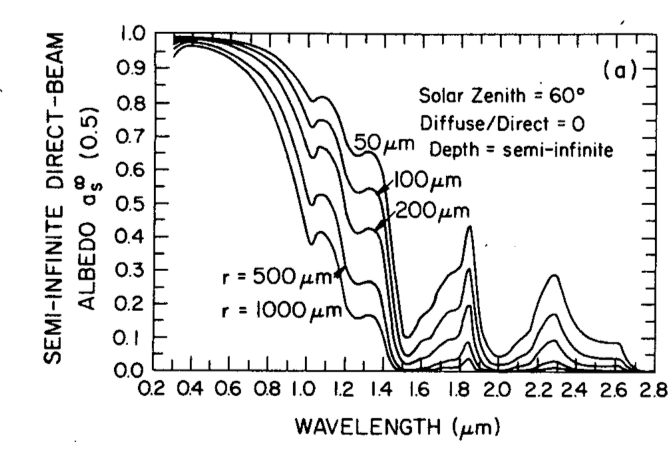 SEMI-INFINITE DIRECT-BEAM
ALBEDO a_s^∞ (0.5)
1.0
0.9
0.8
0.7
0.6
0.5
0.4
0.3
0.2
0.1
0.0
(a)
Solar Zenith = 60°
Diffuse/Direct = 0
Depth = semi-infinite
50 μm
100 μm
200 μm
r = 500 μm
r = 1000 μm
0.2 0.4 0.6 0.8 1.0 1.2 1.4 1.6 1.8 2.0 2.2 2.4 2.6 2.8
WAVELENGTH (μm)